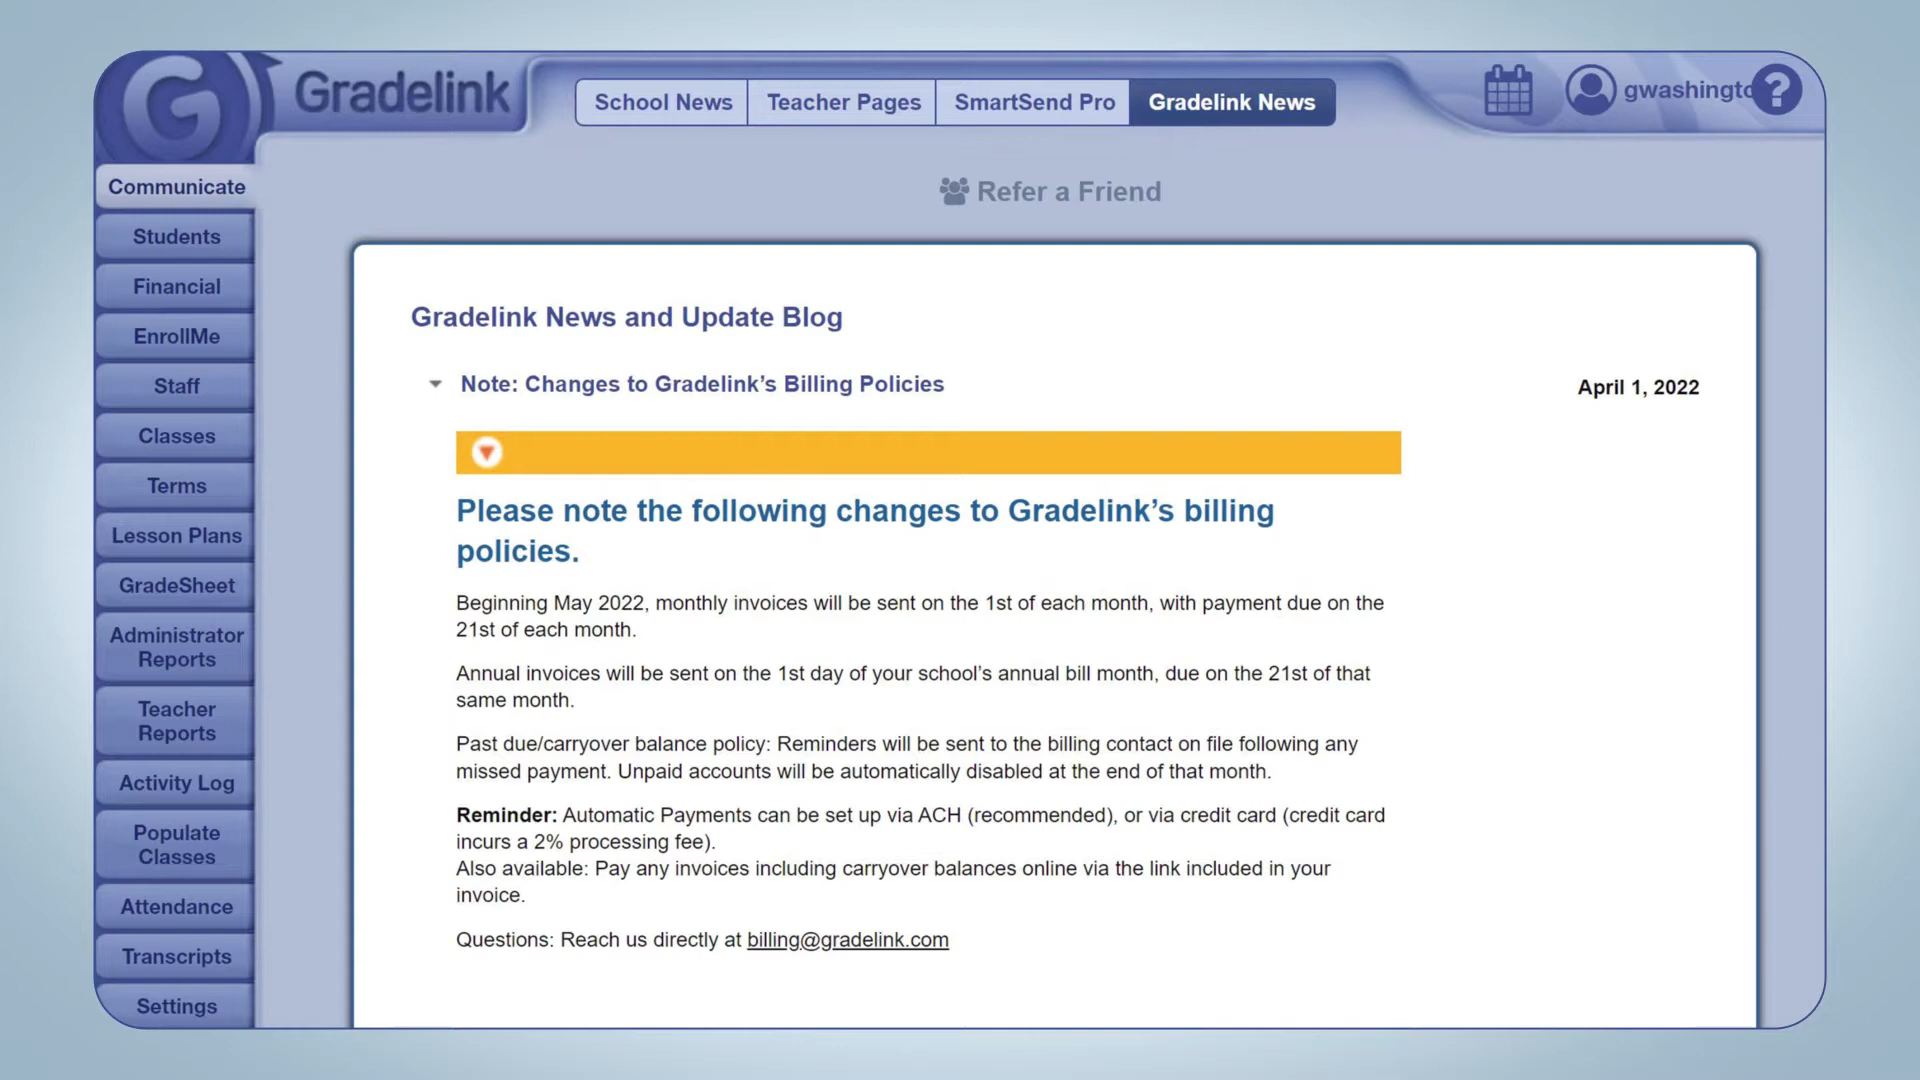 Gradelink
School News
Teacher Pages
SmartSend Pro
Gradelink News
gwashingto
?
Communicate
Students
Financial
EnrollMe
Staff
Classes
Terms
Lesson Plans
GradeSheet
Administrator
Reports
Teacher
Reports
Activity Log
Populate
Classes
Attendance
Transcripts
Settings
Refer a Friend
Gradelink News and Update Blog
Note: Changes to Gradelink’s Billing Policies
April 1, 2022
Please note the following changes to Gradelink’s billing
policies.
Beginning May 2022, monthly invoices will be sent on the 1st of each month, with payment due on the
21st of each month.
Annual invoices will be sent on the 1st day of your school’s annual bill month, due on the 21st of that
same month.
Past due/carryover balance policy: Reminders will be sent to the billing contact on file following any
missed payment. Unpaid accounts will be automatically disabled at the end of that month.
Reminder: Automatic Payments can be set up via ACH (recommended), or via credit card (credit card
incurs a 2% processing fee).
Also available: Pay any invoices including carryover balances online via the link included in your
invoice.
Questions: Reach us directly at billing@gradelink.com